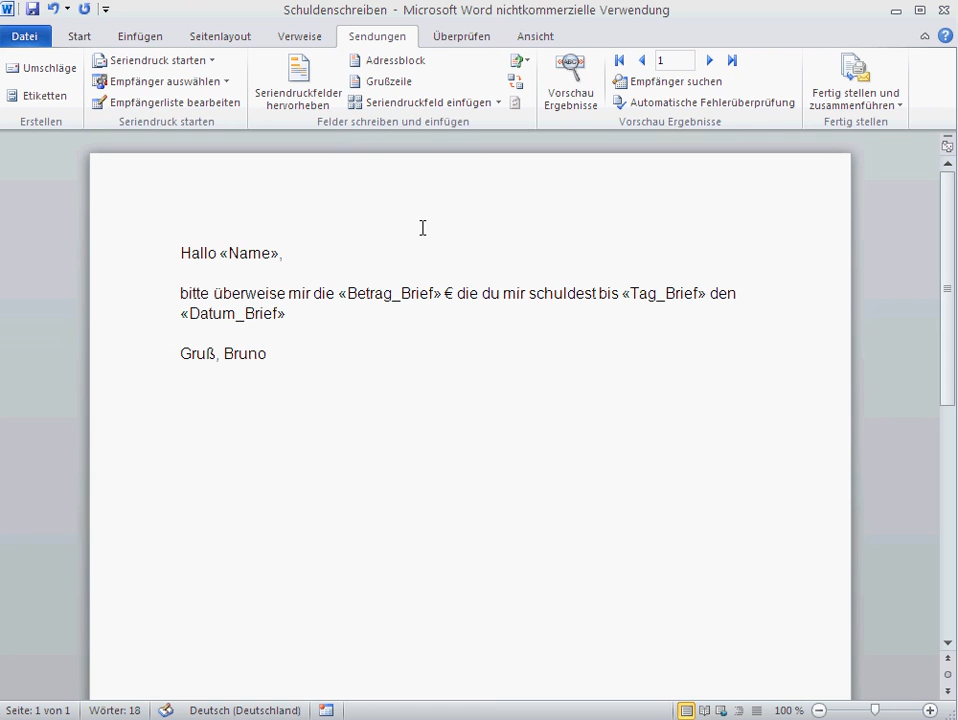 Schuldenschreiben - Microsoft Word nichtkommerzielle Verwendung
Datei Start Einfügen Seitenlayout Verweise Sendungen Überprüfen Ansicht
Umschläge
Etiketten
Erstellen
Seriendruck starten
Empfänger auswählen
Empfängerliste bearbeiten
Seriendruck starten
Seriendruckfelder
hervorheben
Adressblock
Grußzeile
Seriendruckfeld einfügen
Felder schreiben und einfügen
ABC
Vorschau
Ergebnisse
1
Empfänger suchen
Automatische Fehlerüberprüfung
Vorschau Ergebnisse
Fertig stellen und
zusammenführen
Fertig stellen
Hallo «Name»,
bitte überweise mir die «Betrag_Brief» € die du mir schuldest bis «Tag_Brief» den
«Datum_Brief»
Gruß, Bruno
Seite: 1 von 1 Wörter: 18 Deutsch (Deutschland) 100 %